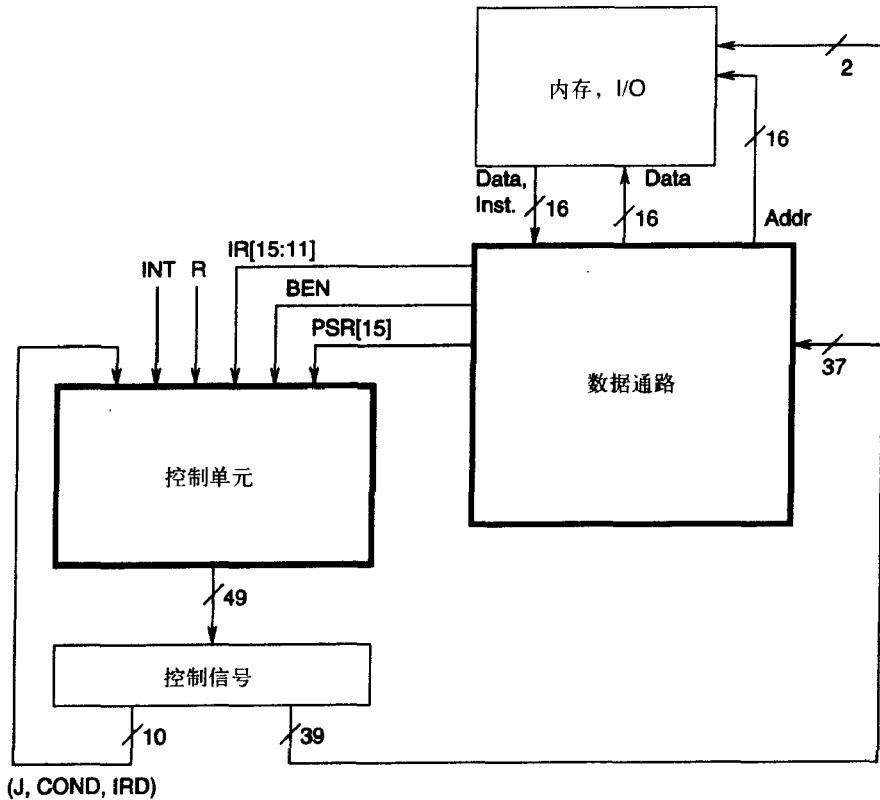 内存，I/O
2
16
Data,
Inst.
16
Data
16
Addr
IR[15:11]
INT
R
BEN
PSR[15]
数据通路
37
控制单元
49
控制信号
10
39
(J, COND, IRD)